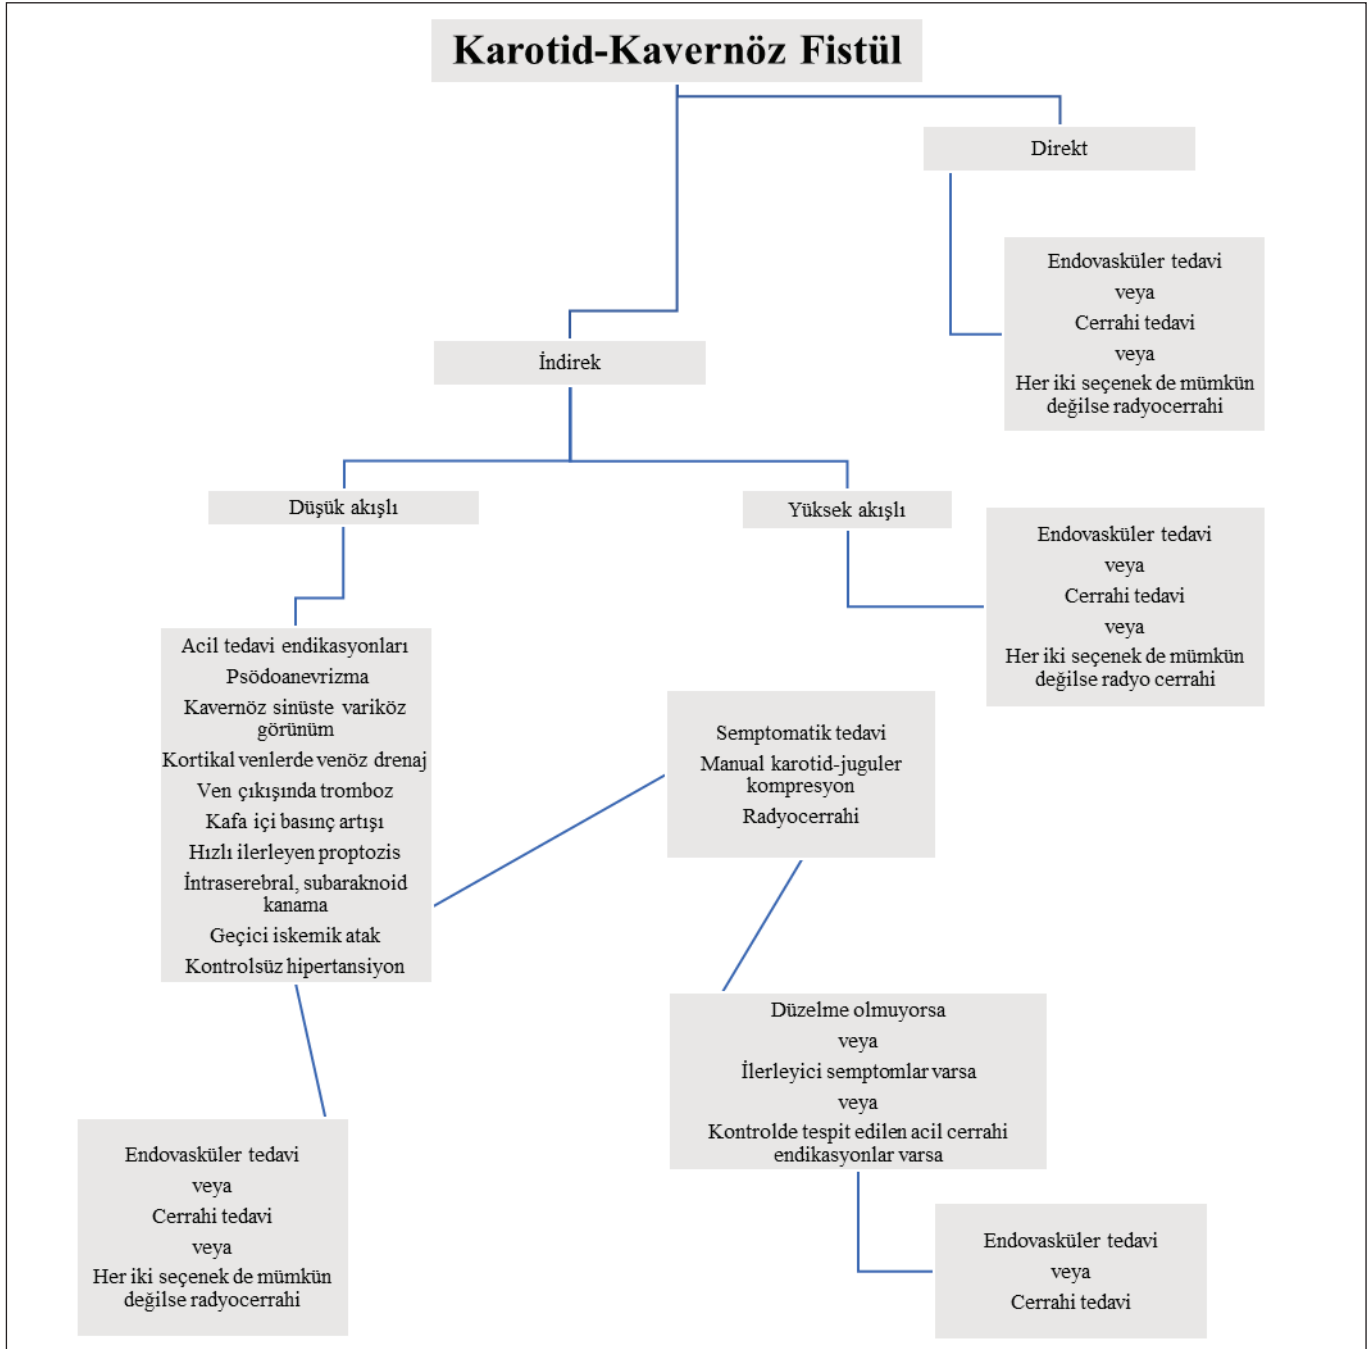 Karotid-Kavernöz Fistül
Direkt
Endovasküler tedavi
veya
Cerrahi tedavi
veya
Her iki seçenek de mümkün
değilse radyocerrahi
İndirek
Düşük akışlı
Yüksek akışlı
Endovasküler tedavi
veya
Cerrahi tedavi
veya
Her iki seçenek de mümkün
değilse radyo cerrahi
Acil tedavi endikasyonları
Psödoanevrizma
Kavernöz sinüste variköz
görünüm
Kortikal venlerde venöz drenaj
Ven çıkışında tromboz
Kafa içi basınç artışı
Hızlı ilerleyen proptozis
İntraserebral, subaraknoid
kanama
Geçici iskemik atak
Kontrolsüz hipertansiyon
Semptomatik tedavi
Manual karotid-juguler
kompresyon
Radyocerrahi
Düzelme olmuyorsa
veya
İlerleyici semptomlar varsa
veya
Kontrolde tespit edilen acil cerrahi
endikasyonlar varsa
Endovasküler tedavi
veya
Cerrahi tedavi
veya
Her iki seçenek de mümkün
değilse radyocerrahi
Endovasküler tedavi
veya
Cerrahi tedavi